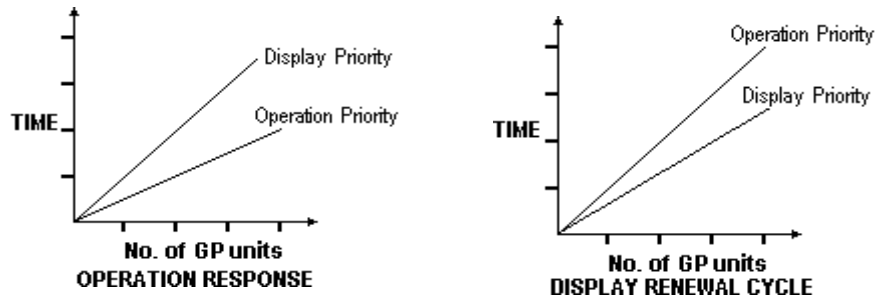 Display Priority
Operation Priority
TIME
No. of GP units
OPERATION RESPONSE
Operation Priority
Display Priority
TIME
No. of GP units
DISPLAY RENEWAL CYCLE